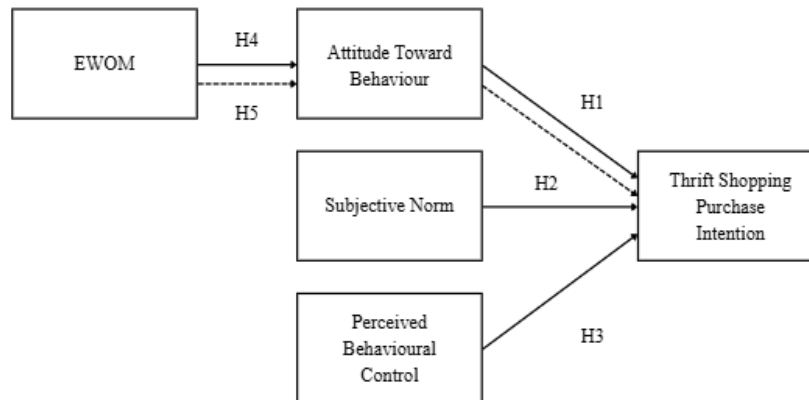 H4
EWOM
H5
Attitude Toward
Behaviour
H1
Subjective Norm
H2
Thrift Shopping
Purchase
Intention
Perceived
Behavioural
Control
H3